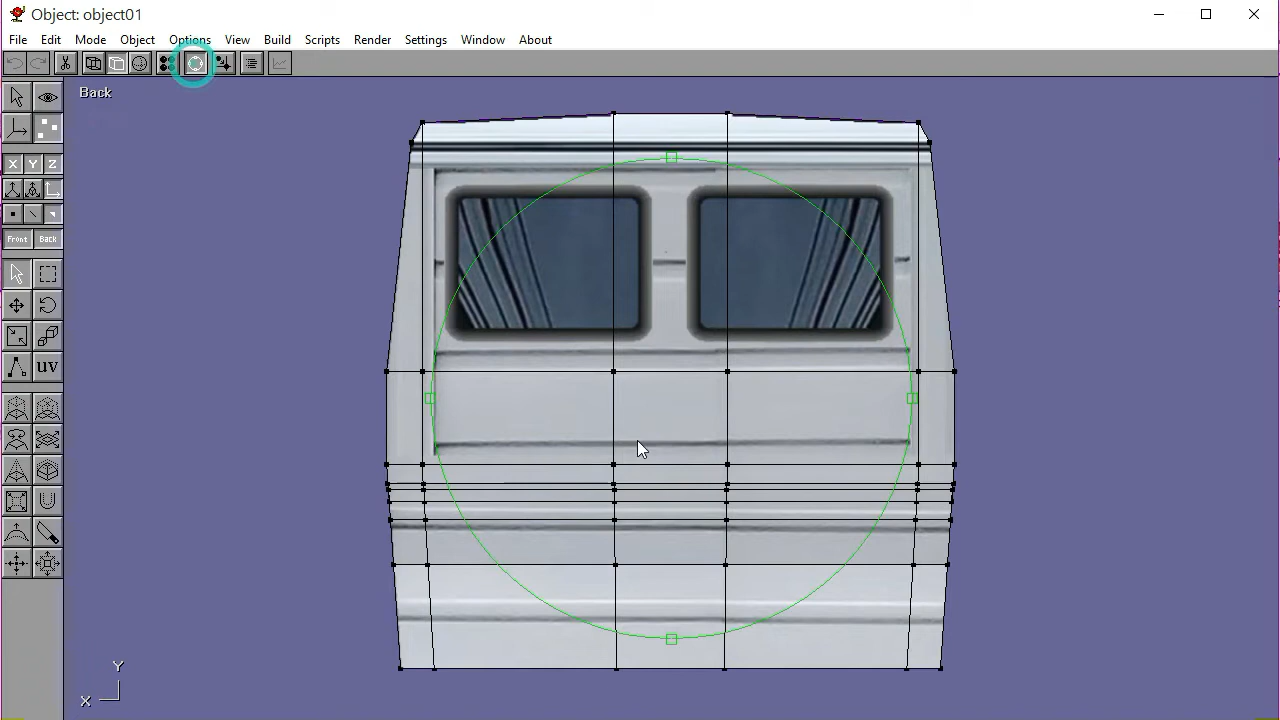 Object: object01
File Edit Mode Object Options View Build Scripts Render Settings Window About
Back
X Y Z
Front Back
uv
Y
X